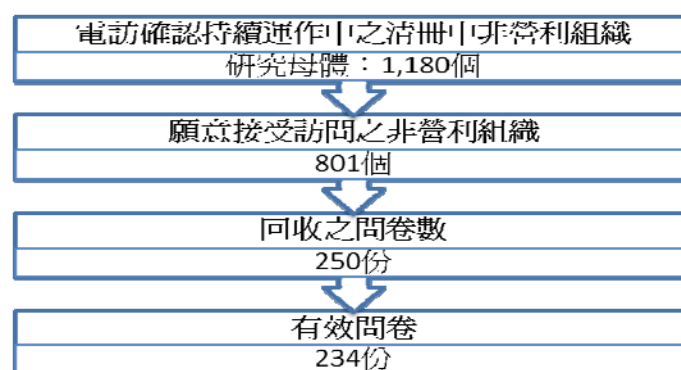 電訪確認持續運作中之清冊中非營利組織
研究母體：1,180個
願意接受訪問之非營利組織
801個
回收之問卷數
250份
有效問卷
234份